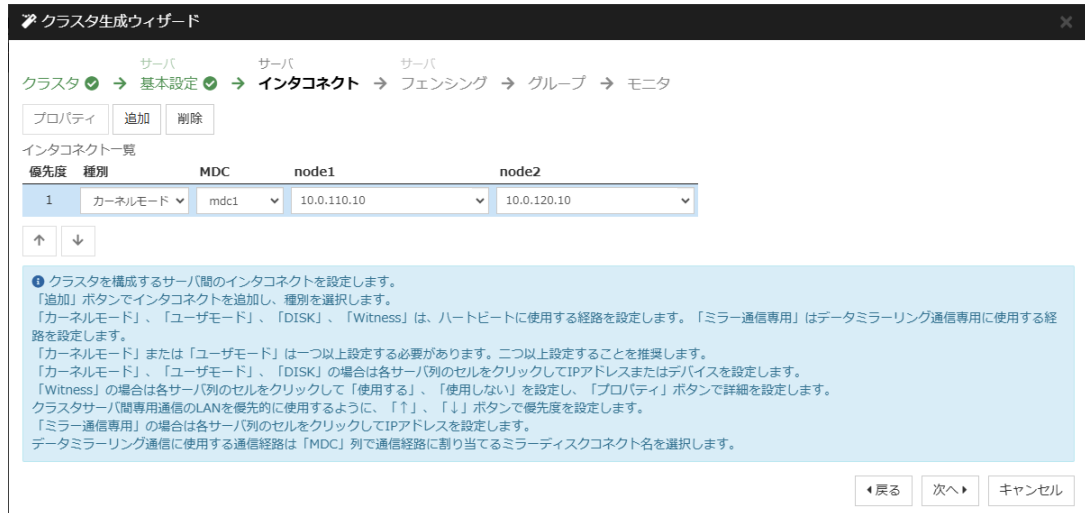 クラスタ生成ウィザード
サーバ サーバ サーバ
クラスタ → 基本設定 → インタコネクト → フェンシング → グループ → モニタ
プロパティ 追加 削除
インタコネクト一覧
優先度 種別 MDC node1 node2
1 カーネルモード mdc1 10.0.110.10 10.0.120.10
↑ ↓
クラスタを構成するサーバ間のインタコネクトを設定します。
「追加」ボタンでインタコネクトを追加し、種別を選択します。
「カーネルモード」、「ユーザモード」、「DISK」、「Witness」は、ハートビートに使用する経路を設定します。「ミラー通信専用」はデータミラーリング通信専用に使用する経
路を設定します。
「カーネルモード」または「ユーザモード」は一つ以上設定する必要があります。二つ以上設定することを推奨します。
「カーネルモード」、「ユーザモード」、「DISK」の場合は各サーバ列のセルをクリックしてIPアドレスまたはデバイスを設定します。
「Witness」の場合は各サーバ列のセルをクリックして「使用する」、「使用しない」を設定し、「プロパティ」ボタンで詳細を設定します。
クラスタサーバ間専用通信のLANを優先的に使用するように、「↑」、「↓」ボタンで優先度を設定します。
「ミラー通信専用」の場合は各サーバ列のセルをクリックしてIPアドレスを設定します。
データミラーリング通信に使用する通信経路は「MDC」列で通信経路に割り当てるミラーディスクコネクト名を選択します。
戻る 次へ キャンセル